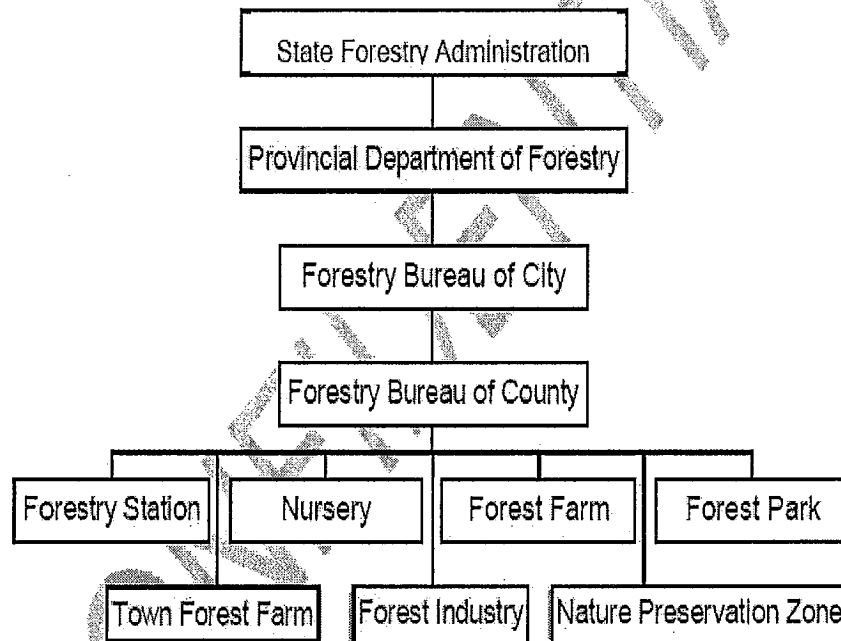 State Forestry Administration
Provincial Department of Forestry
Forestry Bureau of City
Forestry Bureau of County
Forestry Station
Nursery
Forest Farm
Forest Park
Town Forest Farm
Forest Industry
Nature Preservation Zone